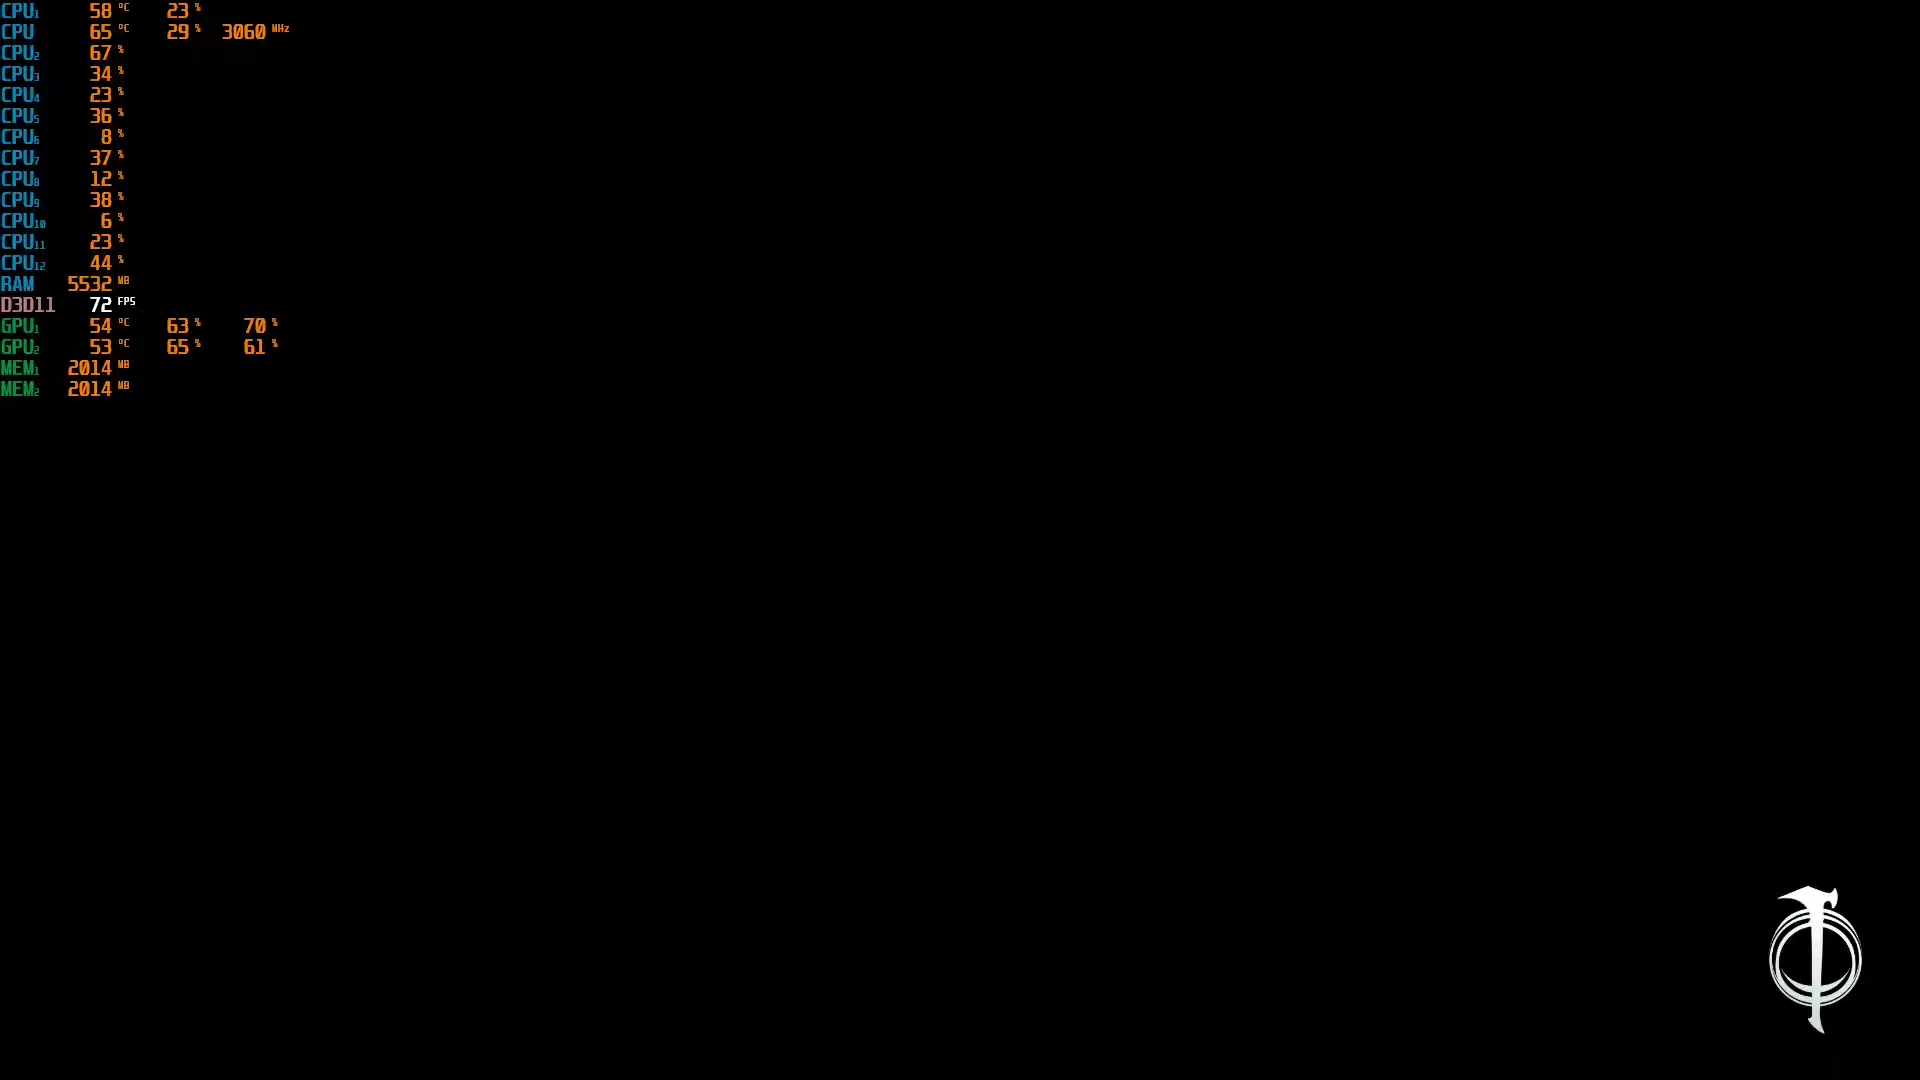 CPU1 58 °C 23 %
CPU 65 °C 29 % 3060 MHz
CPU2 67 %
CPU3 34 %
CPU4 23 %
CPU5 36 %
CPU6 8 %
CPU7 37 %
CPU8 12 %
CPU9 38 %
CPU10 6 %
CPU11 23 %
CPU12 44 %
RAM 5532 MB
D3D11 72 FPS
GPU1 54 °C 63 % 70 %
GPU2 53 °C 65 % 61 %
MEM1 2014 MB
MEM2 2014 MB